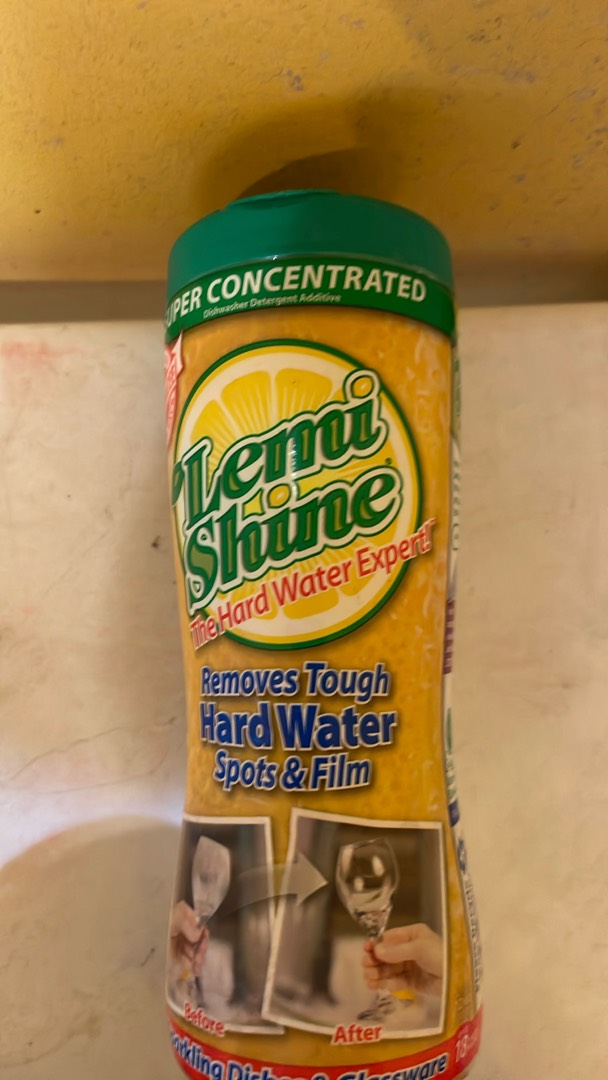 SUPER CONCENTRATED
Dishwasher Detergent Additive
Lemi
Shine®
The Hard Water Expert!™
Removes Tough
Hard Water
Spots & Film
Before
After
Sparkling Dishes & Glassware